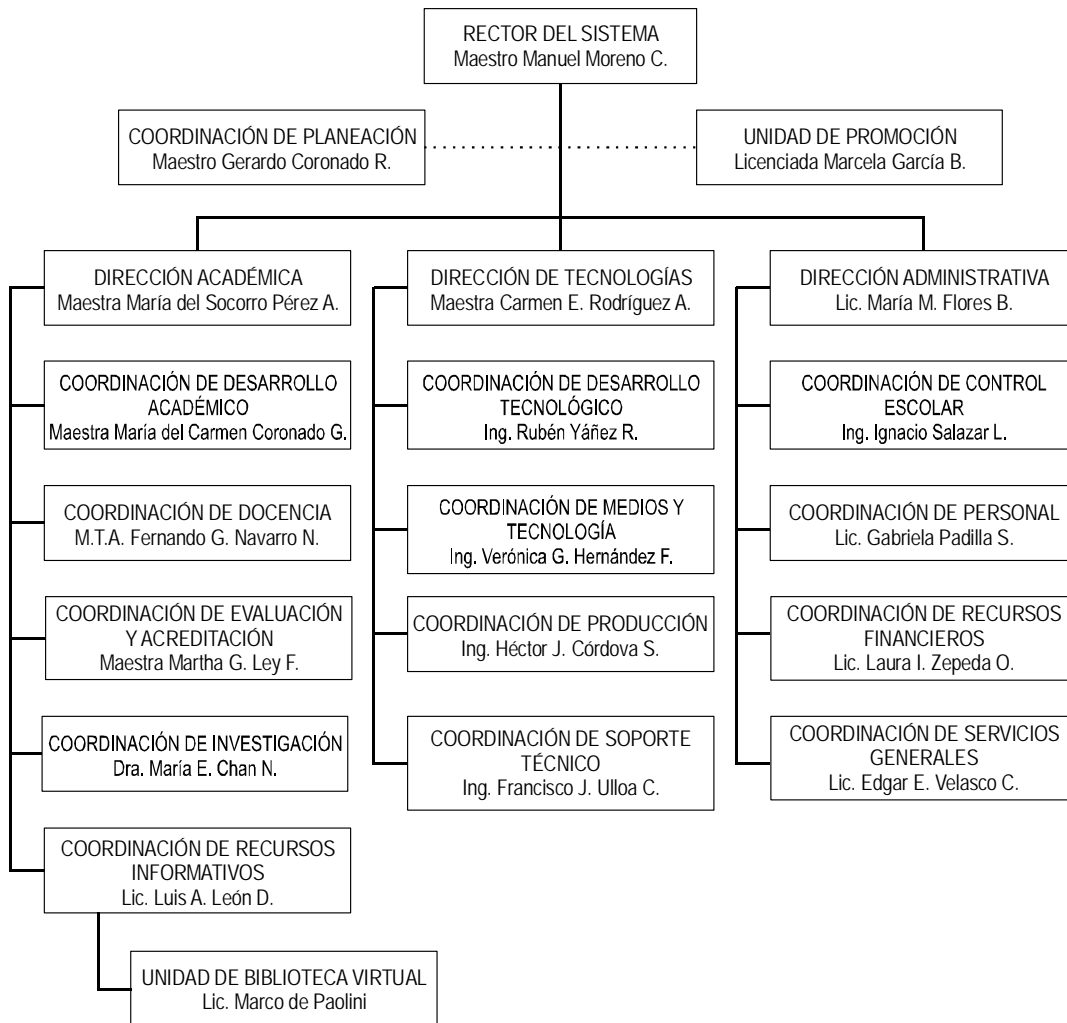 RECTOR DEL SISTEMA
Maestro Manuel Moreno C.
COORDINACIÓN DE PLANEACIÓN
Maestro Gerardo Coronado R.
UNIDAD DE PROMOCIÓN
Licenciada Marcela García B.
DIRECCIÓN ACADÉMICA
Maestra María del Socorro Pérez A.
COORDINACIÓN DE DESARROLLO
ACADÉMICO
Maestra María del Carmen Coronado G.
COORDINACIÓN DE DOCENCIA
M.T.A. Fernando G. Navarro N.
COORDINACIÓN DE EVALUACIÓN
Y ACREDITACIÓN
Maestra Martha G. Ley F.
COORDINACIÓN DE INVESTIGACIÓN
Dra. María E. Chan N.
COORDINACIÓN DE RECURSOS
INFORMATIVOS
Lic. Luis A. León D.
UNIDAD DE BIBLIOTECA VIRTUAL
Lic. Marco de Paolini
DIRECCIÓN DE TECNOLOGÍAS
Maestra Carmen E. Rodríguez A.
COORDINACIÓN DE DESARROLLO
TECNOLÓGICO
Ing. Rubén Yáñez R.
COORDINACIÓN DE MEDIOS Y
TECNOLOGÍA
Ing. Verónica G. Hernández F.
COORDINACIÓN DE PRODUCCIÓN
Ing. Héctor J. Córdova S.
COORDINACIÓN DE SOPORTE
TÉCNICO
Ing. Francisco J. Ulloa C.
DIRECCIÓN ADMINISTRATIVA
Lic. María M. Flores B.
COORDINACIÓN DE CONTROL
ESCOLAR
Ing. Ignacio Salazar L.
COORDINACIÓN DE PERSONAL
Lic. Gabriela Padilla S.
COORDINACIÓN DE RECURSOS
FINANCIEROS
Lic. Laura I. Zepeda O.
COORDINACIÓN DE SERVICIOS
GENERALES
Lic. Edgar E. Velasco C.